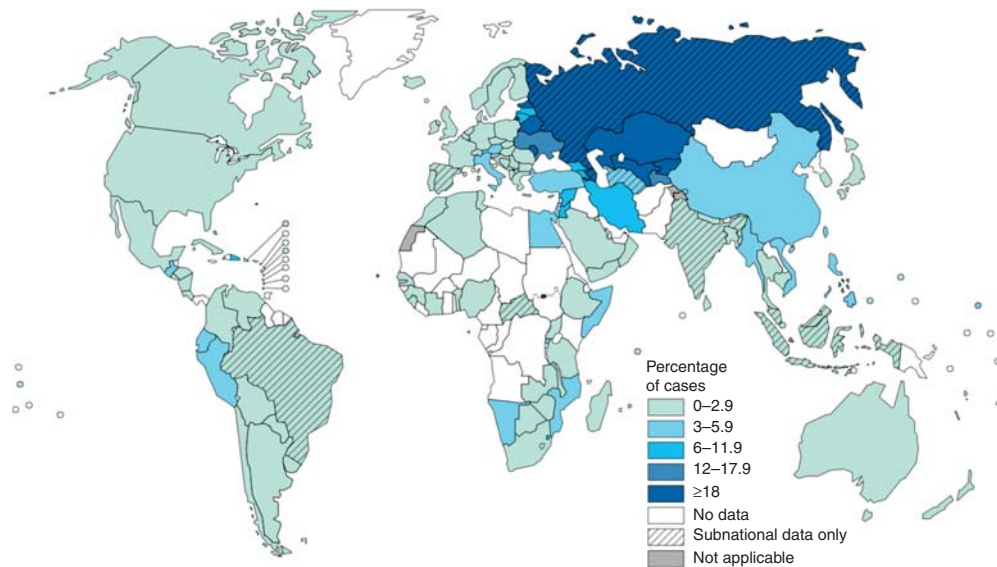 Percentage
of cases
0–2.9
3–5.9
6–11.9
12–17.9
≥18
No data
Subnational data only
Not applicable